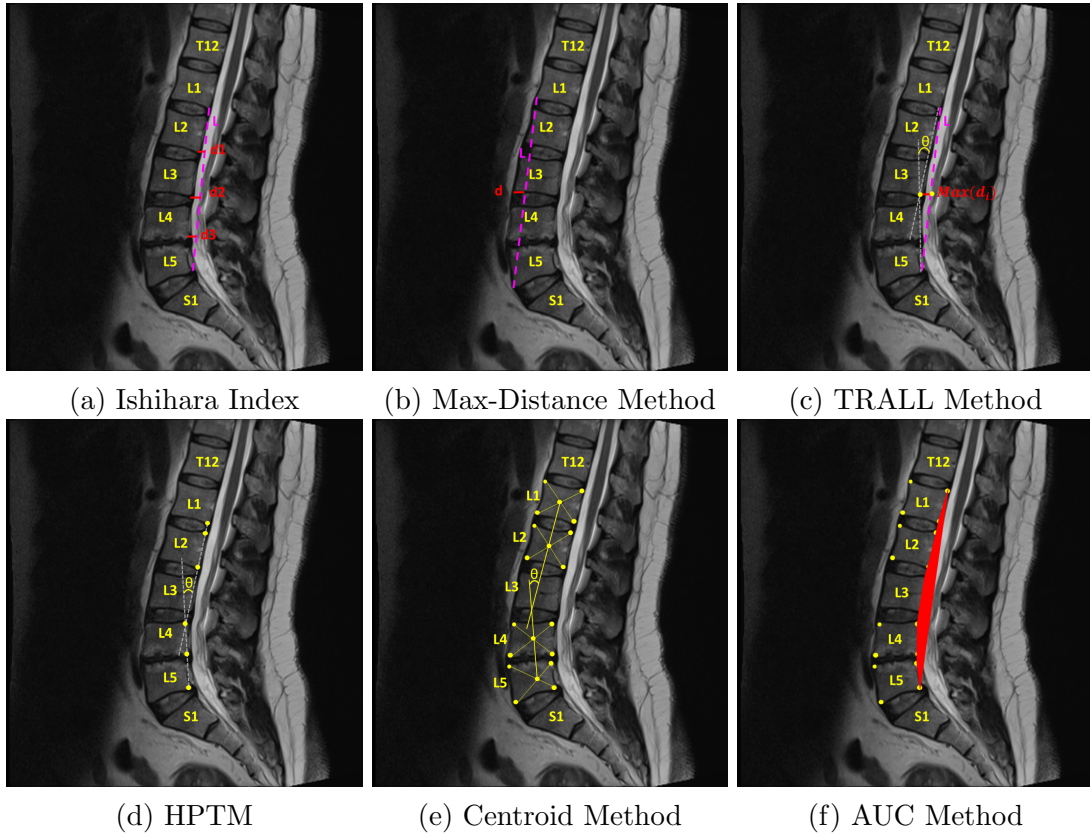 T12
L1
L2
L
d1
L3
d2
L4
d3
L5
S1
(a) Ishihara Index
T12
L1
L2
L
L3
d
L4
L5
S1
(b) Max-Distance Method
T12
L1
L
L2
θ
L3
Max(dᵢ)
L4
L5
S1
(c) TRALL Method
T12
L1
L2
L3
θ
L4
L5
S1
(d) HPTM
T12
L1
L2
L3
θ
L4
L5
S1
(e) Centroid Method
T12
L1
L2
L3
L4
L5
S1
(f) AUC Method